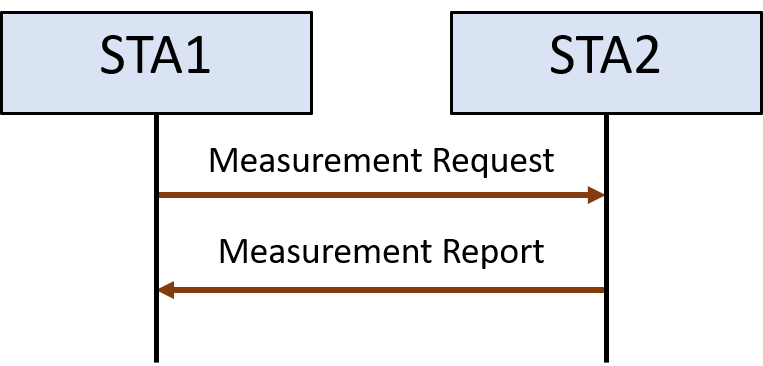 STA1
STA2
Measurement Request
Measurement Report